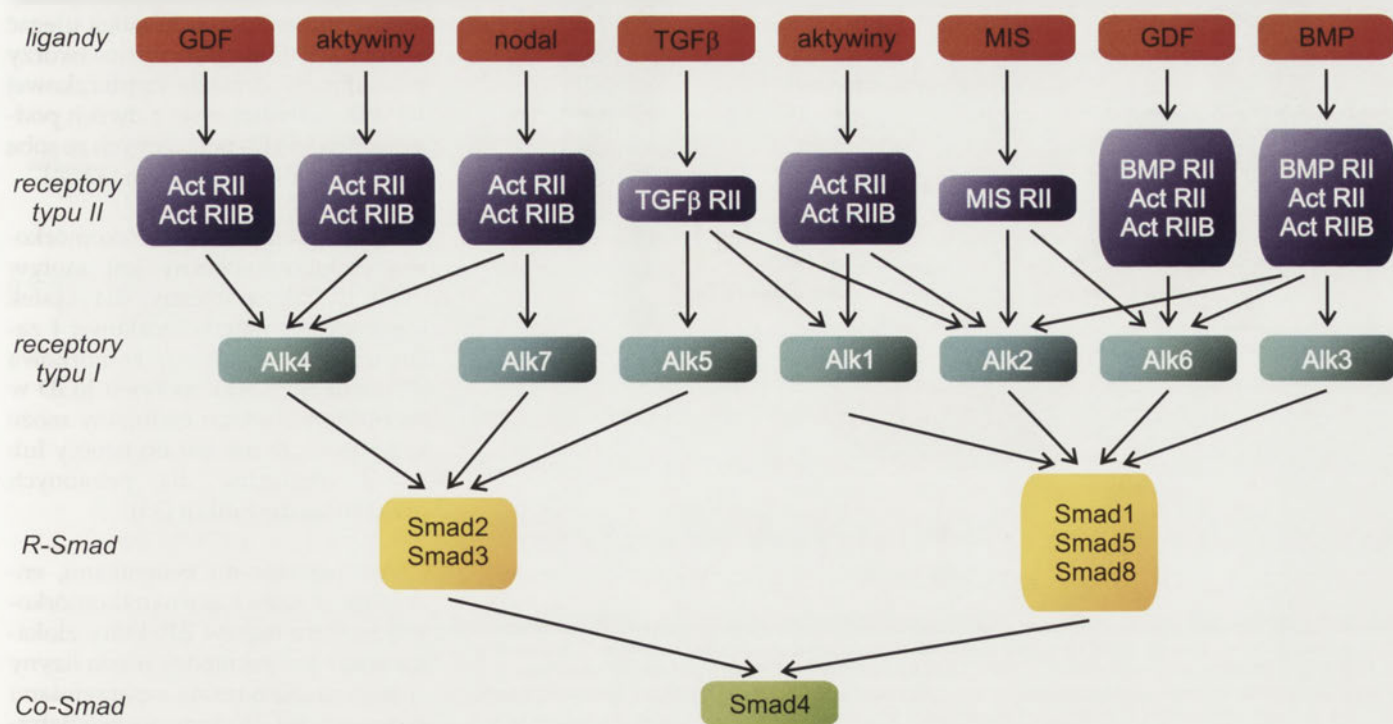 ligandy GDF aktywiny nodal TGFβ aktywiny MIS GDF BMP
receptory typu II
Act RII
Act RIIB
Act RII
Act RIIB
Act RII
Act RIIB
TGFβ RII
Act RII
Act RIIB
MIS RII
BMP RII
Act RII
Act RIIB
BMP RII
Act RII
Act RIIB
receptory typu I
Alk4 Alk7 Alk5 Alk1 Alk2 Alk6 Alk3
R-Smad
Smad2
Smad3
Smad1
Smad5
Smad8
Co-Smad Smad4